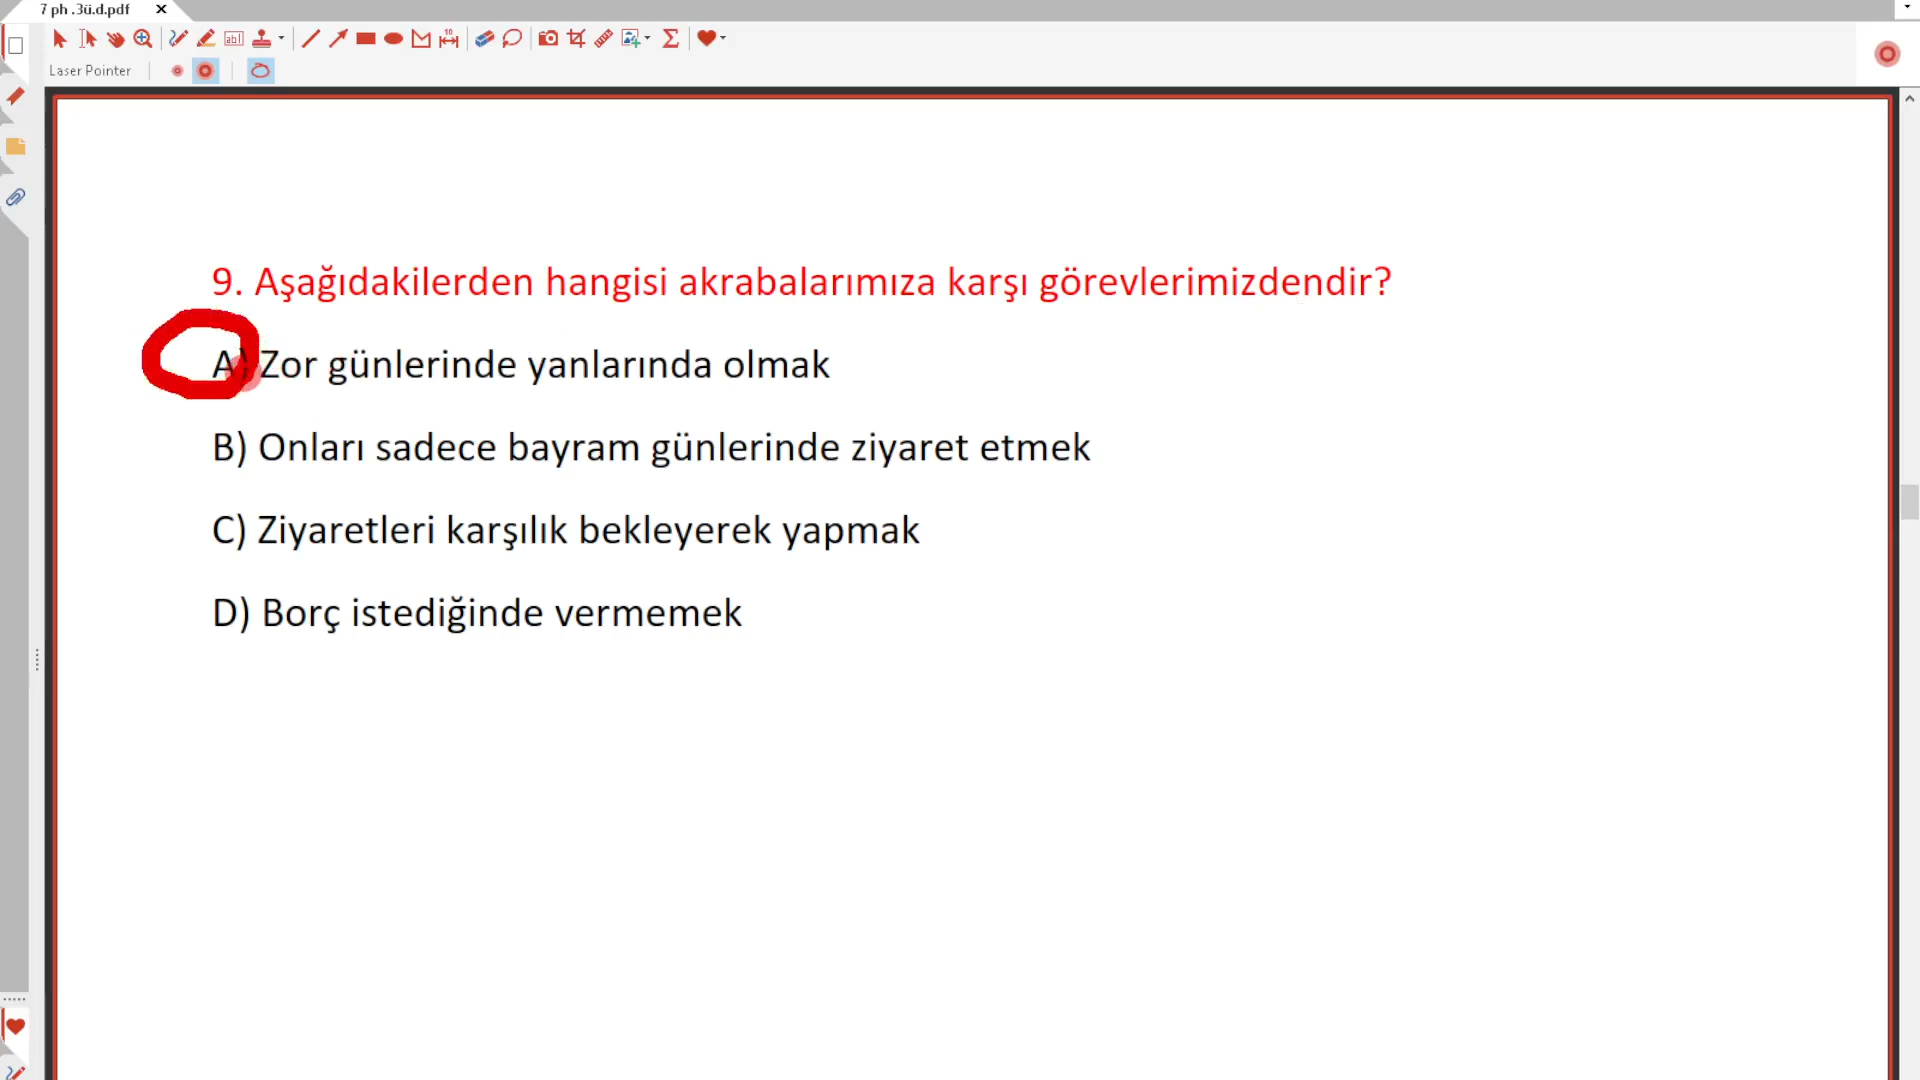 7 ph .3ü.d.pdf
Laser Pointer
9. Aşağıdakilerden hangisi akrabalarımıza karşı görevlerimizdendir?
A) Zor günlerinde yanlarında olmak
B) Onları sadece bayram günlerinde ziyaret etmek
C) Ziyaretleri karşılık bekleyerek yapmak
D) Borç istediğinde vermemek